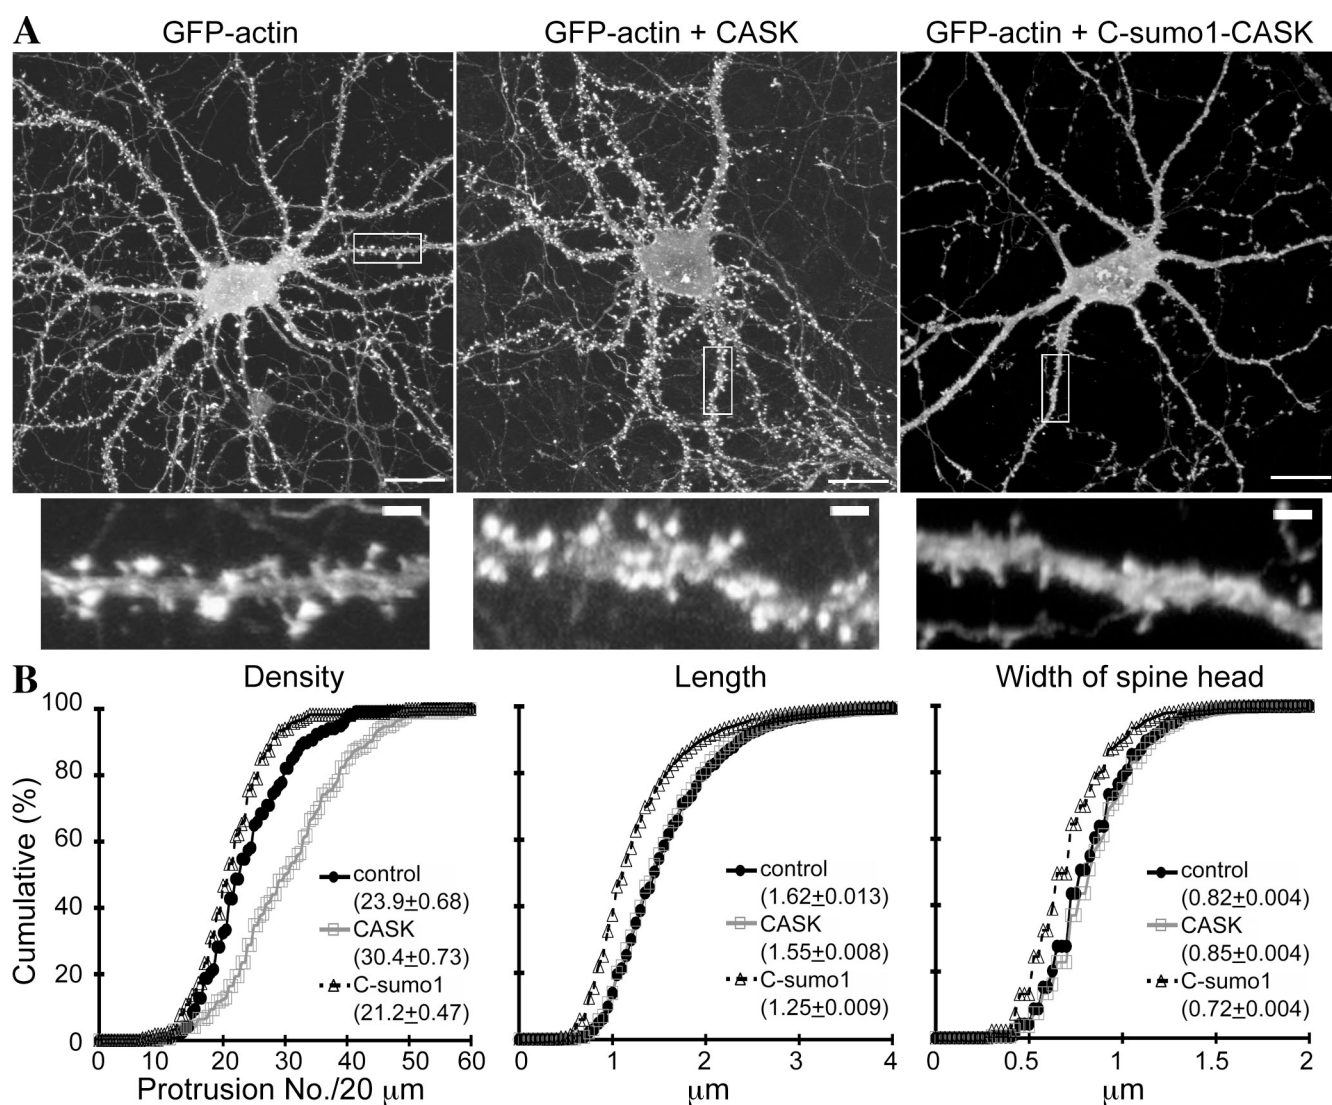 A
GFP-actin
GFP-actin + CASK
GFP-actin + C-sumo1-CASK
B
Density
Length
Width of spine head
Cumulative (%)
100
80
60
40
20
0
control
(23.9±0.68)
CASK
(30.4±0.73)
C-sumo1
(21.2±0.47)
0 10 20 30 40 50 60
Protrusion No./20 μm
control
(1.62±0.013)
CASK
(1.55±0.008)
C-sumo1
(1.25±0.009)
0 1 2 3 4
μm
control
(0.82±0.004)
CASK
(0.85±0.004)
C-sumo1
(0.72±0.004)
0 0.5 1 1.5 2
μm